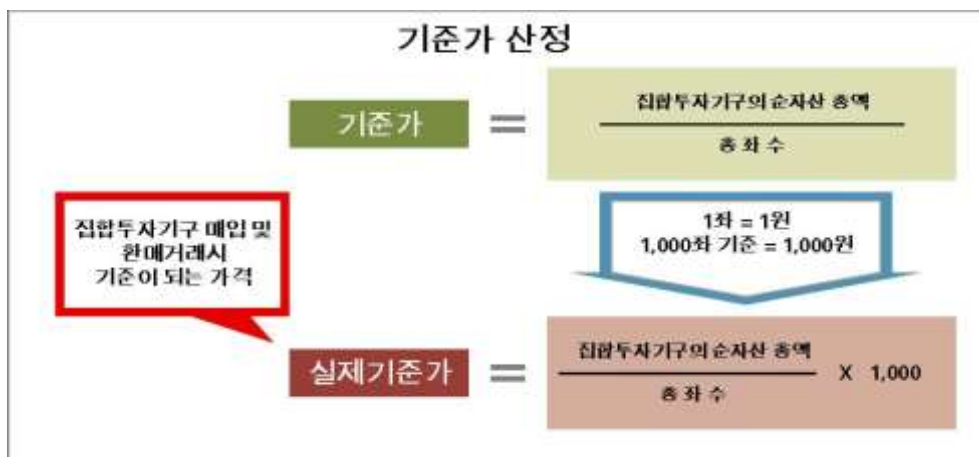 기준가 산정
기준가
=
집합투자기구의 순자산 총액
총 좌 수
집합투자기구 매입 및
환매거래시
기준이 되는 가격
1좌 = 1원
1,000좌 기준 = 1,000원
실제기준가
=
집합투자기구의 순자산 총액
총 좌 수
X 1,000